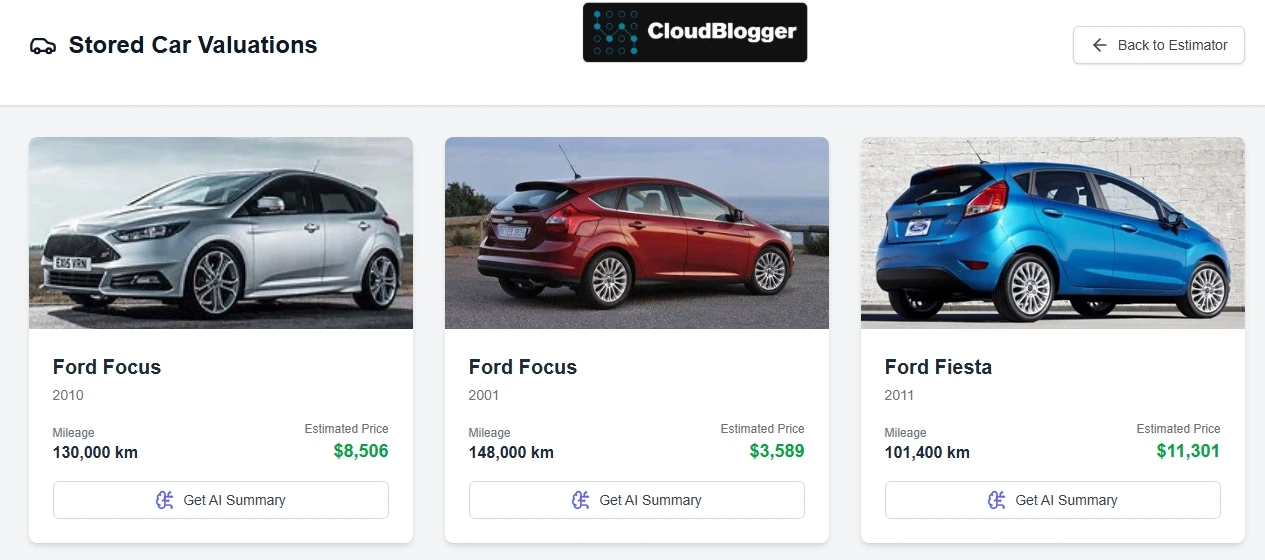 Stored Car Valuations
CloudBlogger
Back to Estimator
EX15 VRN
Ford Focus
2010
Mileage
130,000 km
Estimated Price
$8,506
Get AI Summary
Ford Focus
2001
Mileage
148,000 km
Estimated Price
$3,589
Get AI Summary
Ford
Ford Fiesta
2011
Mileage
101,400 km
Estimated Price
$11,301
Get AI Summary